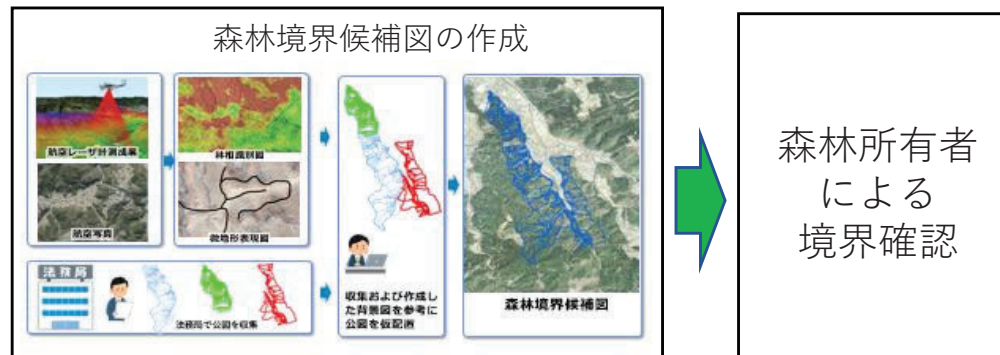 森林境界候補図の作成
航空レーザ計測成果
林相識別図
航空写真
微地形表現図
法務局
法務局で公図を収集
収集および作成し
た背景図を参考に
公図を仮配置
森林境界候補図
森林所有者
による
境界確認